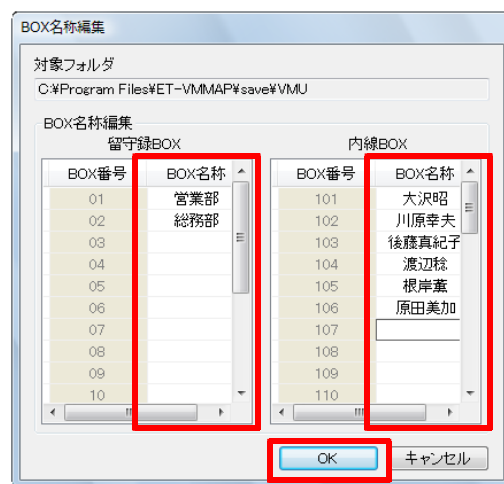 BOX名称編集
対象フォルダ
C:¥Program Files¥ET-VMMAP¥save¥VMU
BOX名称編集
留守録BOX 内線BOX
BOX番号 BOX名称 BOX番号 BOX名称
01 営業部 101 大沢昭
02 総務部 102 川原幸夫
03 103 後藤真紀子
04 104 渡辺稔
05 105 根岸薫
06 106 原田美加
07 107
08 108
09 109
10 110
OK キャンセル